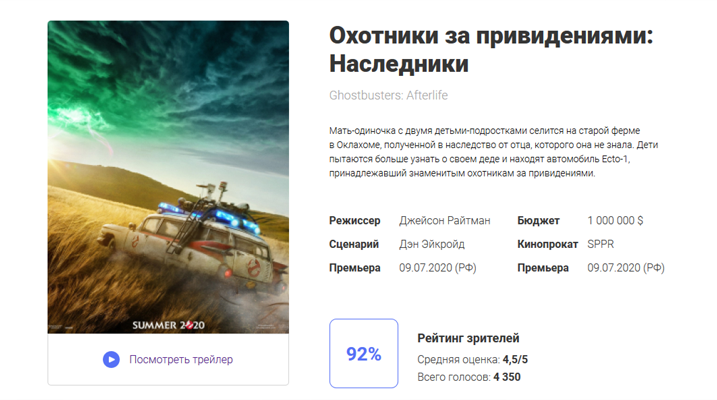 Охотники за привидениями:
Наследники
Ghostbusters: Afterlife
Мать-одиночка с двумя детьми-подростками селится на старой ферме
в Оклахоме, полученной в наследство от отца, которого она не знала. Дети
пытаются больше узнать о своем деде и находят автомобиль Ecto-1,
принадлежавший знаменитым охотникам за привидениями.
Режиссер Джейсон Райтман Бюджет 1 000 000 $
Сценарий Дэн Эйкройд Кинопрокат SPPR
Премьера 09.07.2020 (РФ) Премьера 09.07.2020 (РФ)
SUMMER 2020
Посмотреть трейлер
92%
Рейтинг зрителей
Средняя оценка: 4,5/5
Всего голосов: 4 350